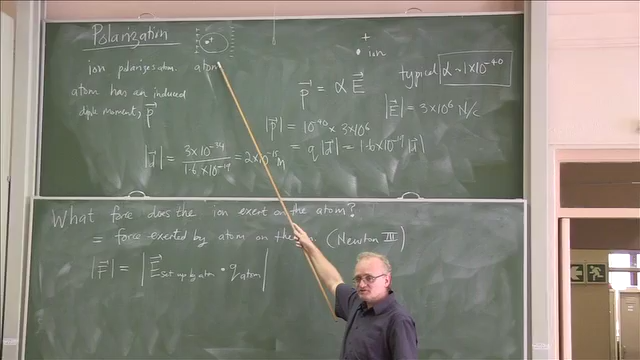 Polarization
ion polarizes atom. atom
atom has an induced
dipole moment, p⃗
|d⃗| = 3×10⁻³⁴ / 1.6×10⁻¹⁹ = 2×10⁻¹⁵ m
+
• ion
p⃗ = α E⃗
typical α ~ 1×10⁻⁴⁰
|E⃗| = 3×10⁶ N/C
|p⃗| = 10⁻⁴⁰ × 3×10⁶
= q|d⃗| = 1.6×10⁻¹⁹ |d⃗|
What force does the ion exert on the atom?
= force exerted by atom on the ion (Newton III)
|F⃗| = |E⃗ set up by atom • q atom|